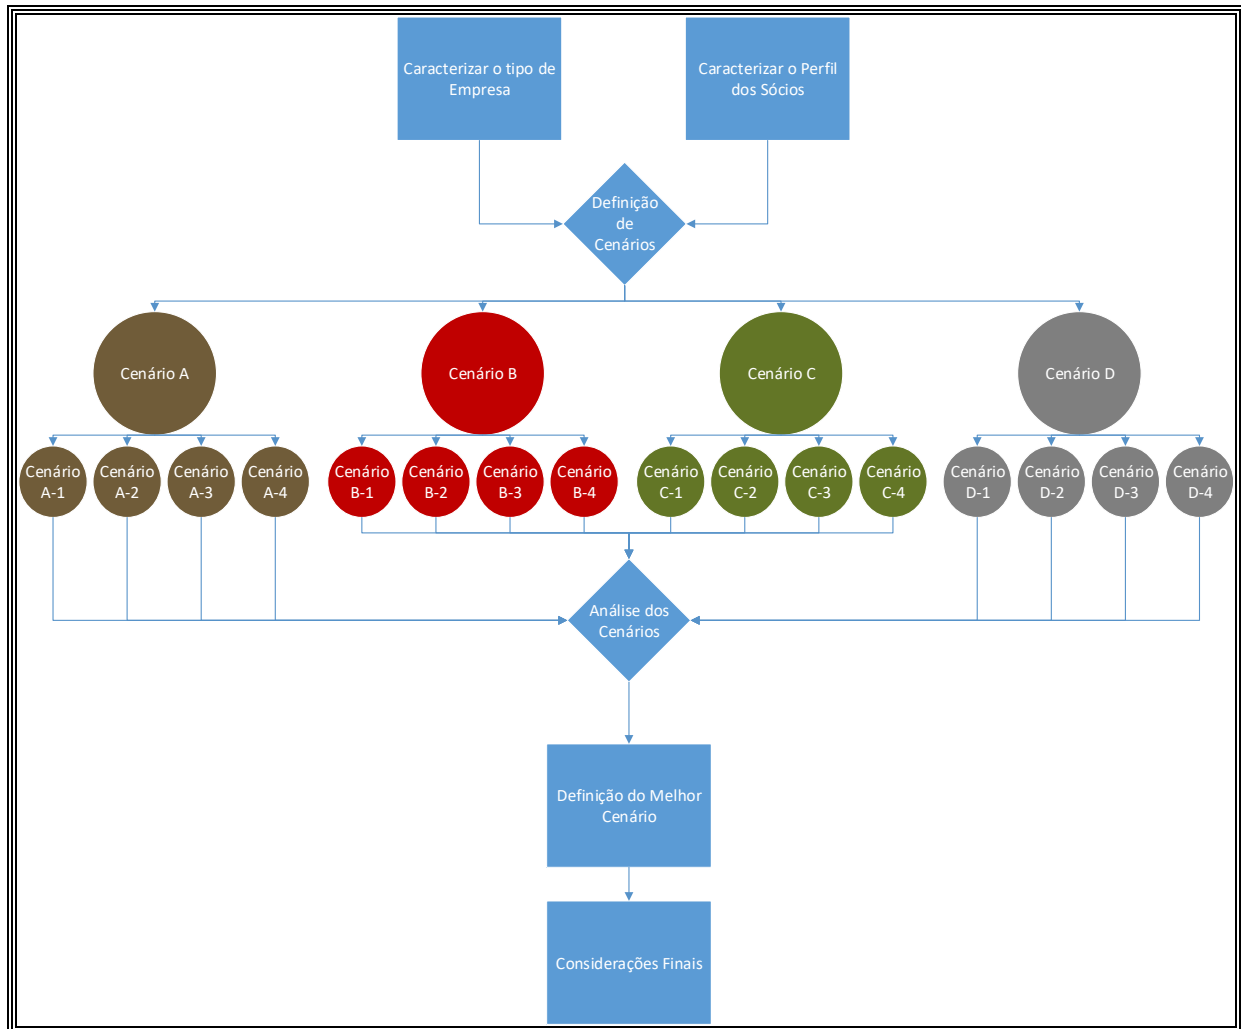 Caracterizar o tipo de
Empresa
Caracterizar o Perfil
dos Sócios
Definição
de
Cenários
Cenário A
Cenário B
Cenário C
Cenário D
Cenário
A-1
Cenário
A-2
Cenário
A-3
Cenário
A-4
Cenário
B-1
Cenário
B-2
Cenário
B-3
Cenário
B-4
Cenário
C-1
Cenário
C-2
Cenário
C-3
Cenário
C-4
Cenário
D-1
Cenário
D-2
Cenário
D-3
Cenário
D-4
Análise dos
Cenários
Definição do Melhor
Cenário
Considerações Finais